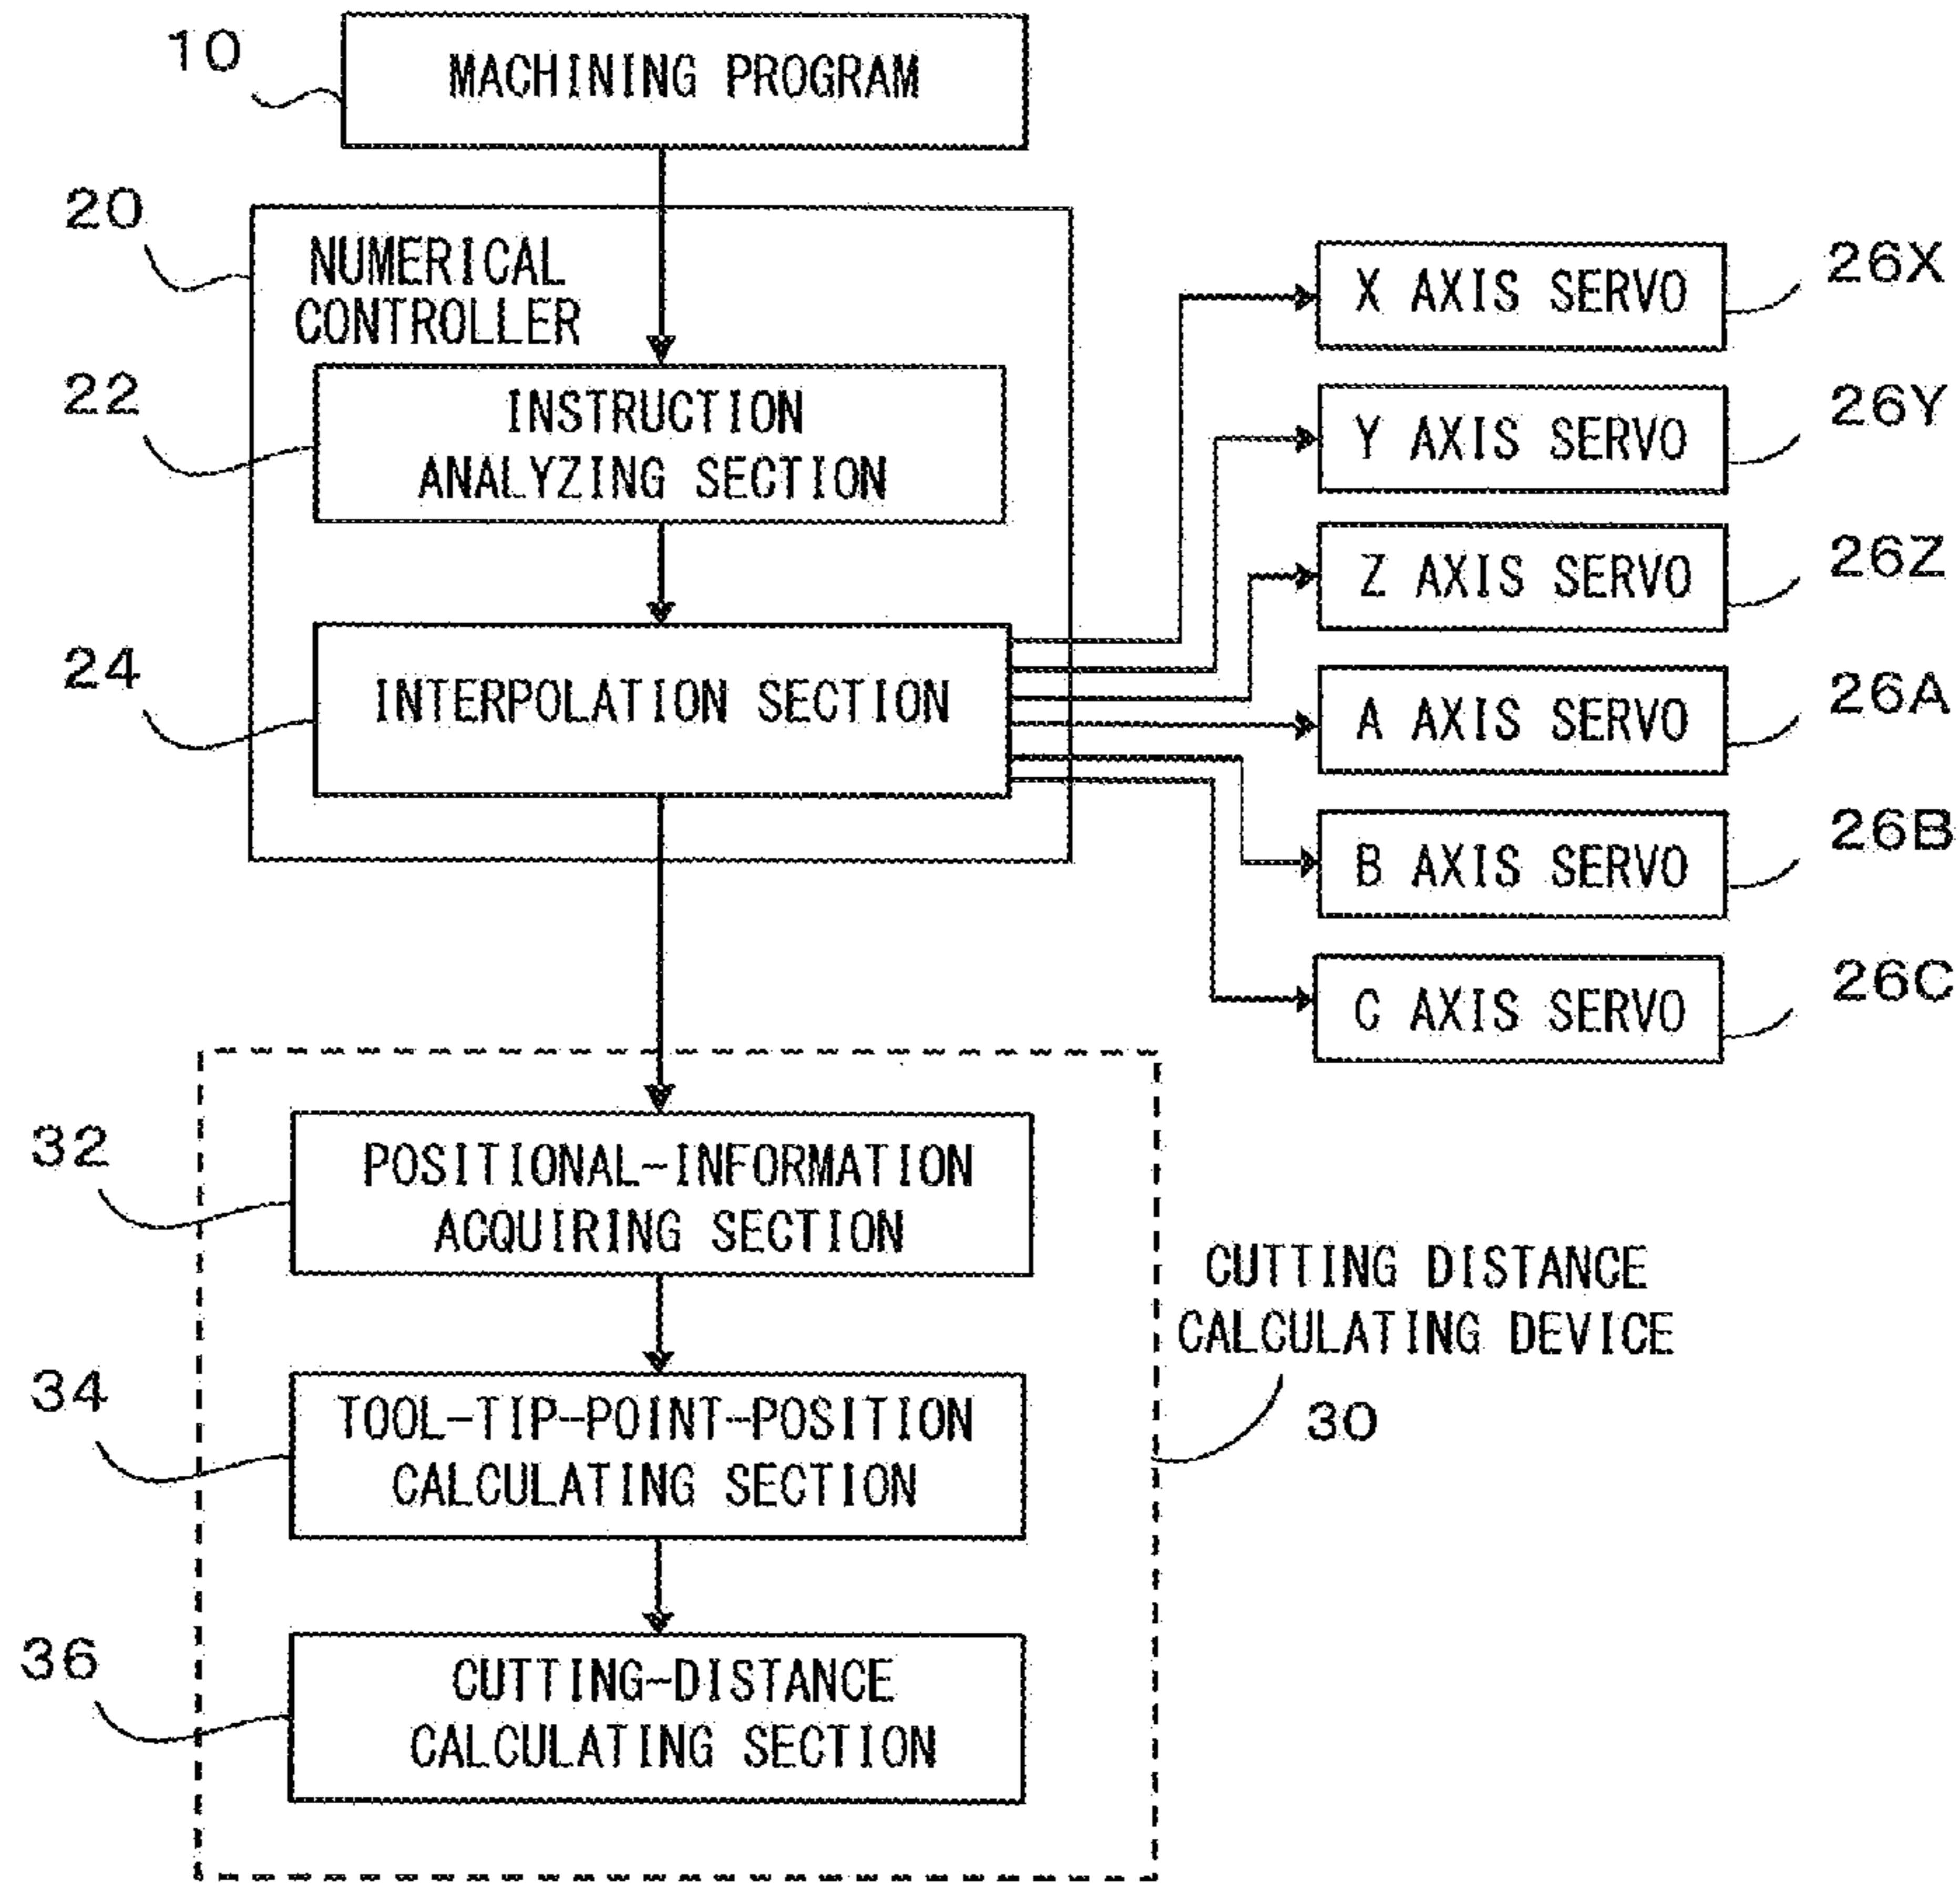 10
MACHINING PROGRAM
20
NUMERICAL
CONTROLLER
22
INSTRUCTION
ANALYZING SECTION
24
INTERPOLATION SECTION
X AXIS SERVO
26X
Y AXIS SERVO
26Y
Z AXIS SERVO
26Z
A AXIS SERVO
26A
B AXIS SERVO
26B
C AXIS SERVO
26C
32
POSITIONAL-INFORMATION
ACQUIRING SECTION
CUTTING DISTANCE
CALCULATING DEVICE
30
34
TOOL-TIP-POINT-POSITION
CALCULATING SECTION
36
CUTTING-DISTANCE
CALCULATING SECTION